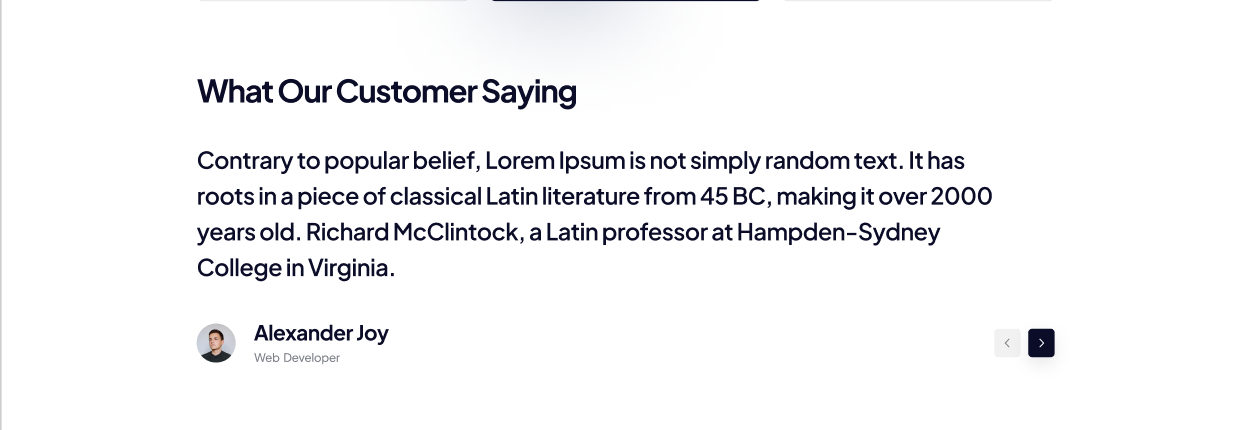 What Our Customer Saying
Contrary to popular belief, Lorem Ipsum is not simply random text. It has
roots in a piece of classical Latin literature from 45 BC, making it over 2000
years old. Richard McClintock, a Latin professor at Hampden-Sydney
College in Virginia.
Alexander Joy
Web Developer